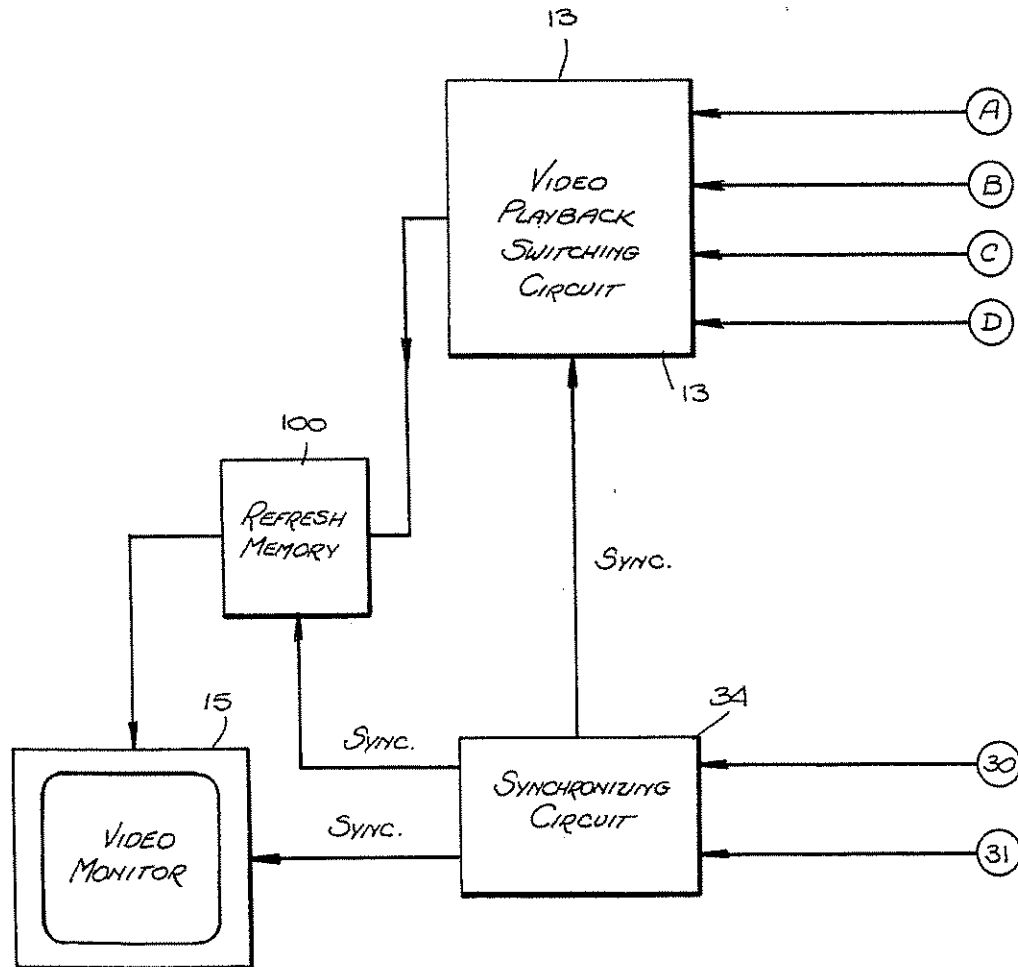 13
A
VIDEO
PLAYBACK
SWITCHING
CIRCUIT
B
C
D
13
100
REFRESH
MEMORY
SYNC.
15
34
SYNC.
SYNCHRONIZING
CIRCUIT
30
SYNC.
31
VIDEO
MONITOR